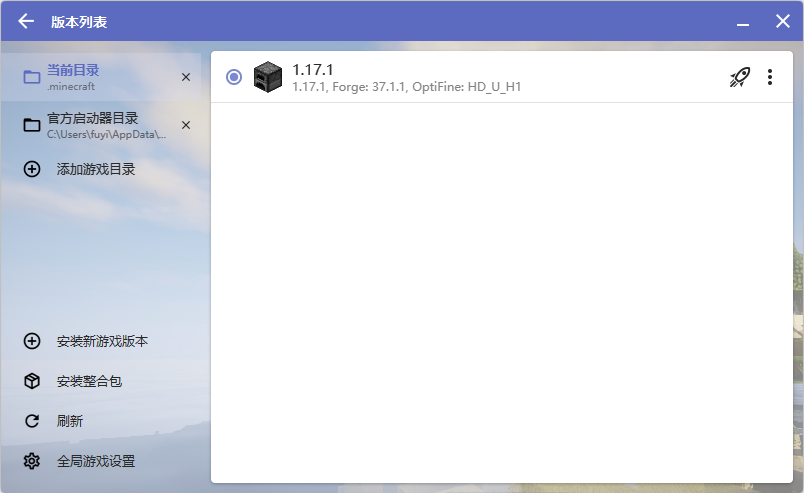 版本列表
当前目录
.minecraft
官方启动器目录
C:\Users\fuyi\AppData\...
添加游戏目录
安装新游戏版本
安装整合包
刷新
全局游戏设置
1.17.1
1.17.1, Forge: 37.1.1, OptiFine: HD_U_H1